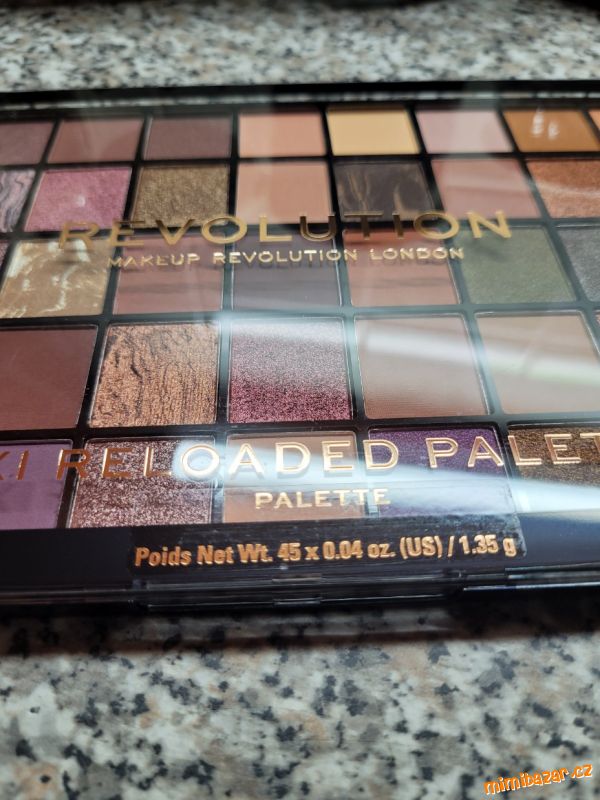 REVOLUTION
MAKEUP REVOLUTION LONDON
XI RELOADED PALET
PALETTE
Poids Net Wt. 45 x 0.04 oz. (US) / 1.35 g
mimibazar.cz